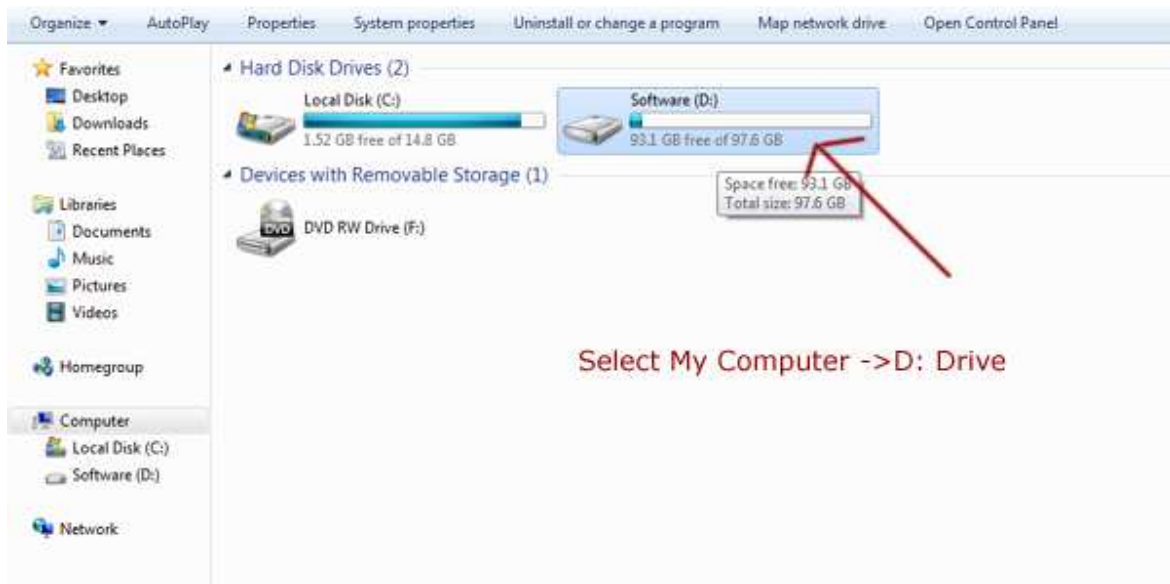 Organize AutoPlay Properties System properties Uninstall or change a program Map network drive Open Control Panel
Favorites
Desktop
Downloads
Recent Places
Libraries
Documents
Music
Pictures
Videos
Homegroup
Computer
Local Disk (C:)
Software (D:)
Network
Hard Disk Drives (2)
Local Disk (C:)
1.52 GB free of 14.8 GB
Software (D:)
93.1 GB free of 97.6 GB
Space free: 93.1 GB
Total size: 97.6 GB
Devices with Removable Storage (1)
DVD
DVD RW Drive (F:)
Select My Computer ->D: Drive